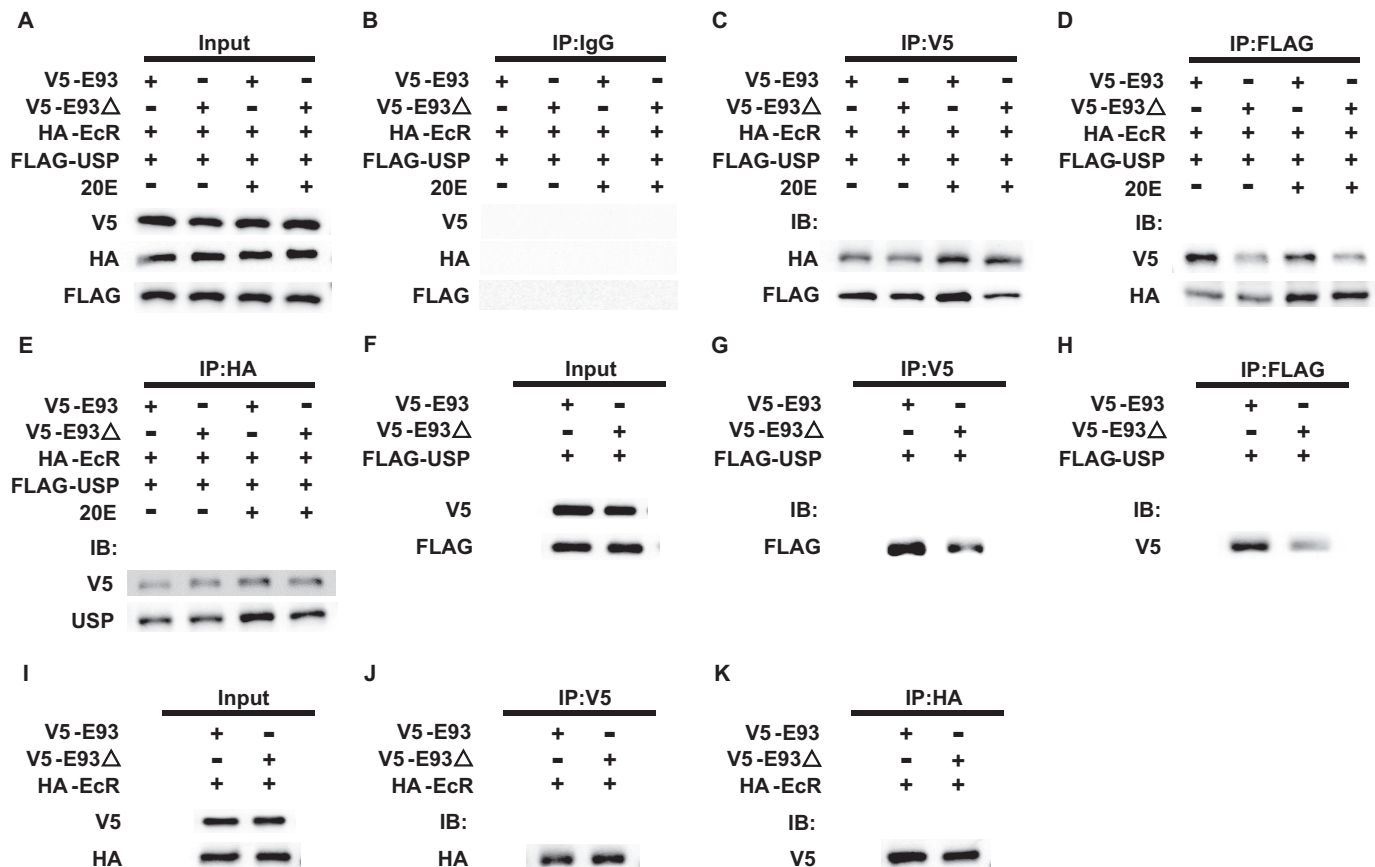 A
Input
V5-E93 + - + -
V5-E93△ - + - +
HA-EcR + + + +
FLAG-USP + + + +
20E - - + +
V5
HA
FLAG
B
IP:IgG
V5-E93 + - + -
V5-E93△ - + - +
HA-EcR + + + +
FLAG-USP + + + +
20E - - + +
V5
HA
FLAG
C
IP:V5
V5-E93 + - + -
V5-E93△ - + - +
HA-EcR + + + +
FLAG-USP + + + +
20E - - + +
IB:
HA
FLAG
D
IP:FLAG
V5-E93 + - + -
V5-E93△ - + - +
HA-EcR + + + +
FLAG-USP + + + +
20E - - + +
IB:
V5
HA
E
IP:HA
V5-E93 + - + -
V5-E93△ - + - +
HA-EcR + + + +
FLAG-USP + + + +
20E - - + +
IB:
V5
USP
F
Input
V5-E93 + -
V5-E93△ - +
FLAG-USP + +
V5
FLAG
G
IP:V5
V5-E93 + -
V5-E93△ - +
FLAG-USP + +
IB:
FLAG
H
IP:FLAG
V5-E93 + -
V5-E93△ - +
FLAG-USP + +
IB:
V5
I
Input
V5-E93 + -
V5-E93△ - +
HA-EcR + +
V5
HA
J
IP:V5
V5-E93 + -
V5-E93△ - +
HA-EcR + +
IB:
HA
K
IP:HA
V5-E93 + -
V5-E93△ - +
HA-EcR + +
IB:
V5